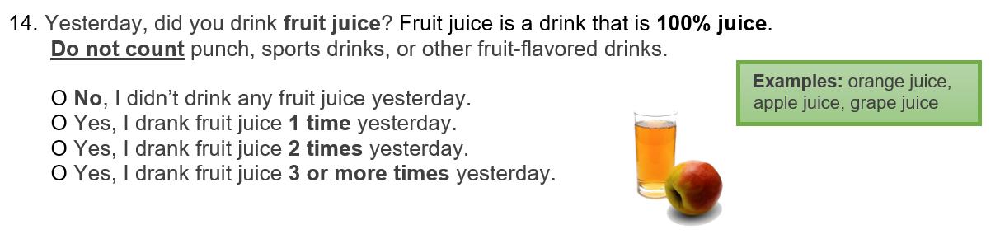 14. Yesterday, did you drink fruit juice? Fruit juice is a drink that is 100% juice.
Do not count punch, sports drinks, or other fruit-flavored drinks.
Examples: orange juice,
apple juice, grape juice
O No, I didn’t drink any fruit juice yesterday.
O Yes, I drank fruit juice 1 time yesterday.
O Yes, I drank fruit juice 2 times yesterday.
O Yes, I drank fruit juice 3 or more times yesterday.